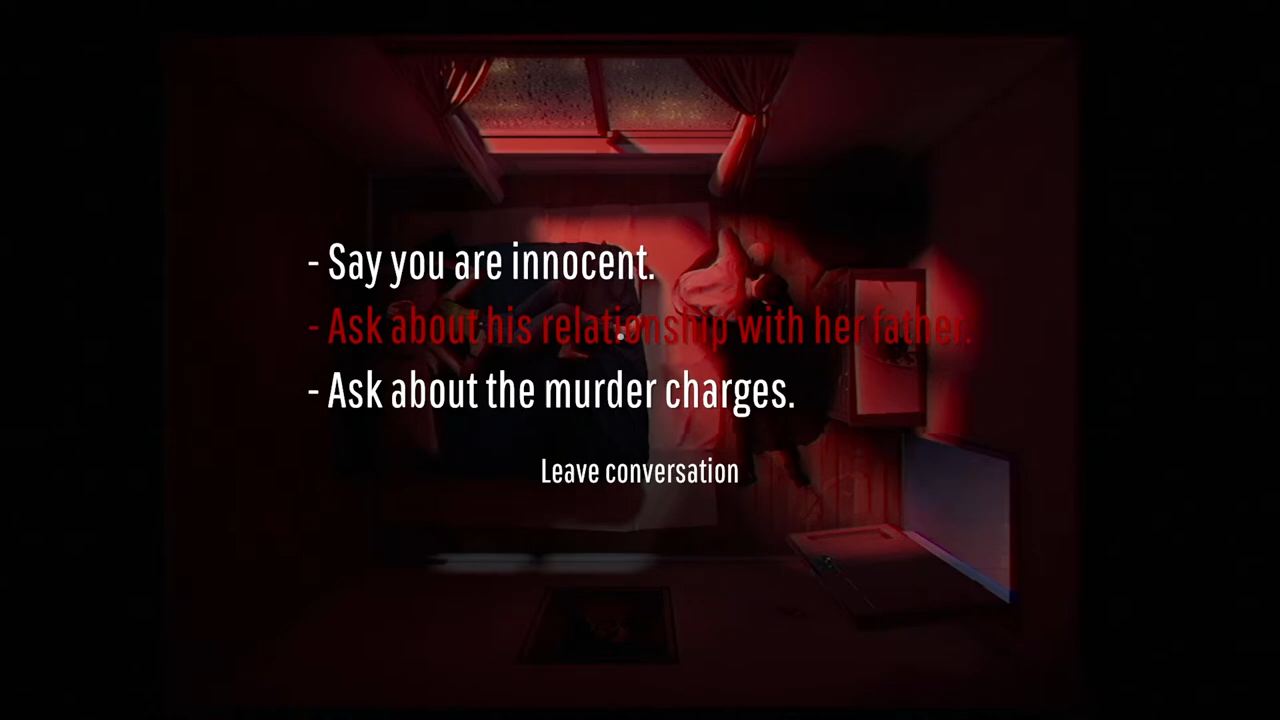 - Say you are innocent.
- Ask about his relationship with her father.
- Ask about the murder charges.
Leave conversation